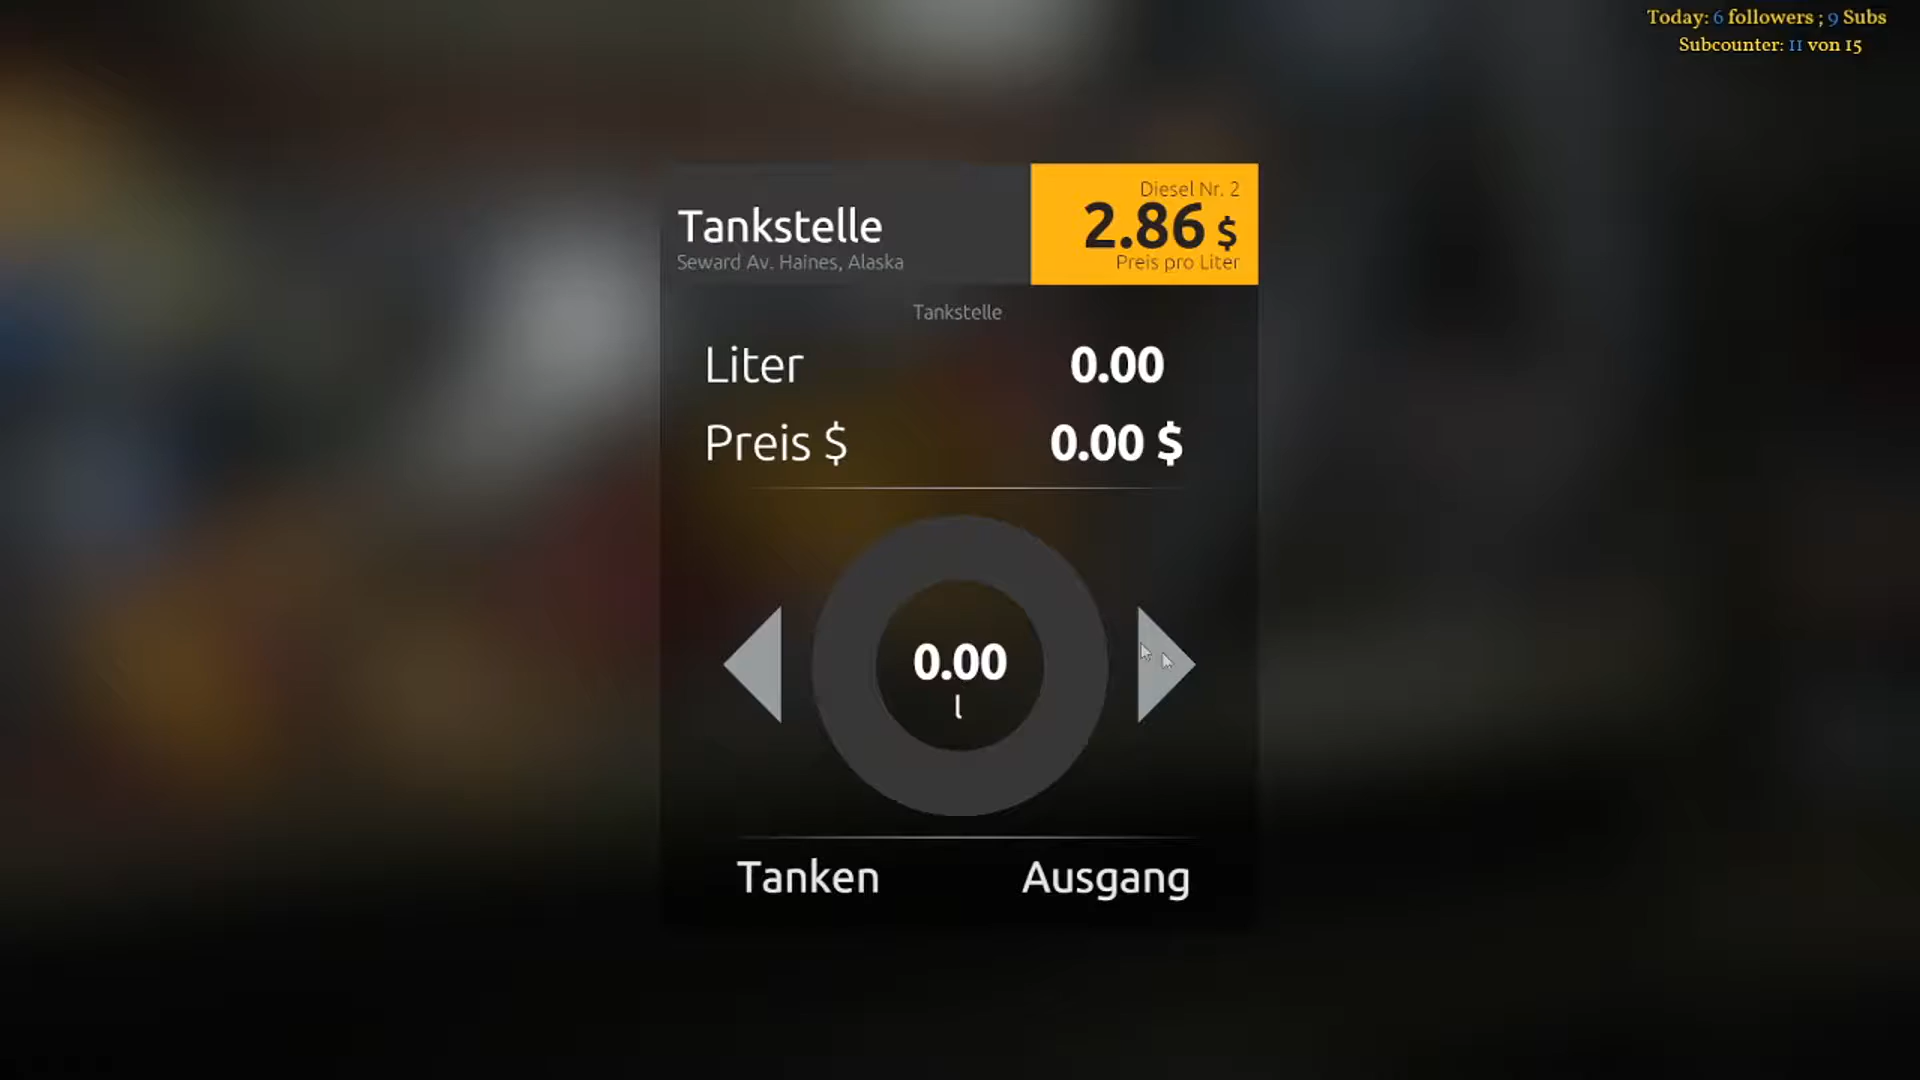 Today: 6 followers ; 9 Subs
Subcounter: 11 von 15
Tankstelle
Seward Av. Haines, Alaska
Diesel Nr. 2
2.86 $
Preis pro Liter
Tankstelle
Liter 0.00
Preis $ 0.00 $
0.00
l
Tanken Ausgang